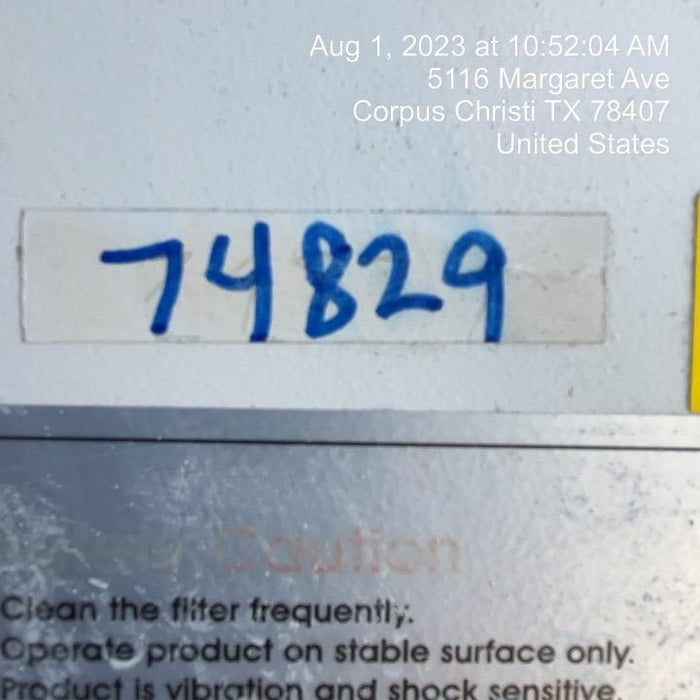 Aug 1, 2023 at 10:52:04 AM
5116 Margaret Ave
Corpus Christi TX 78407
United States
74829
Caution
Clean the filter frequently.
Operate product on stable surface only.
Product is vibration and shock sensitive